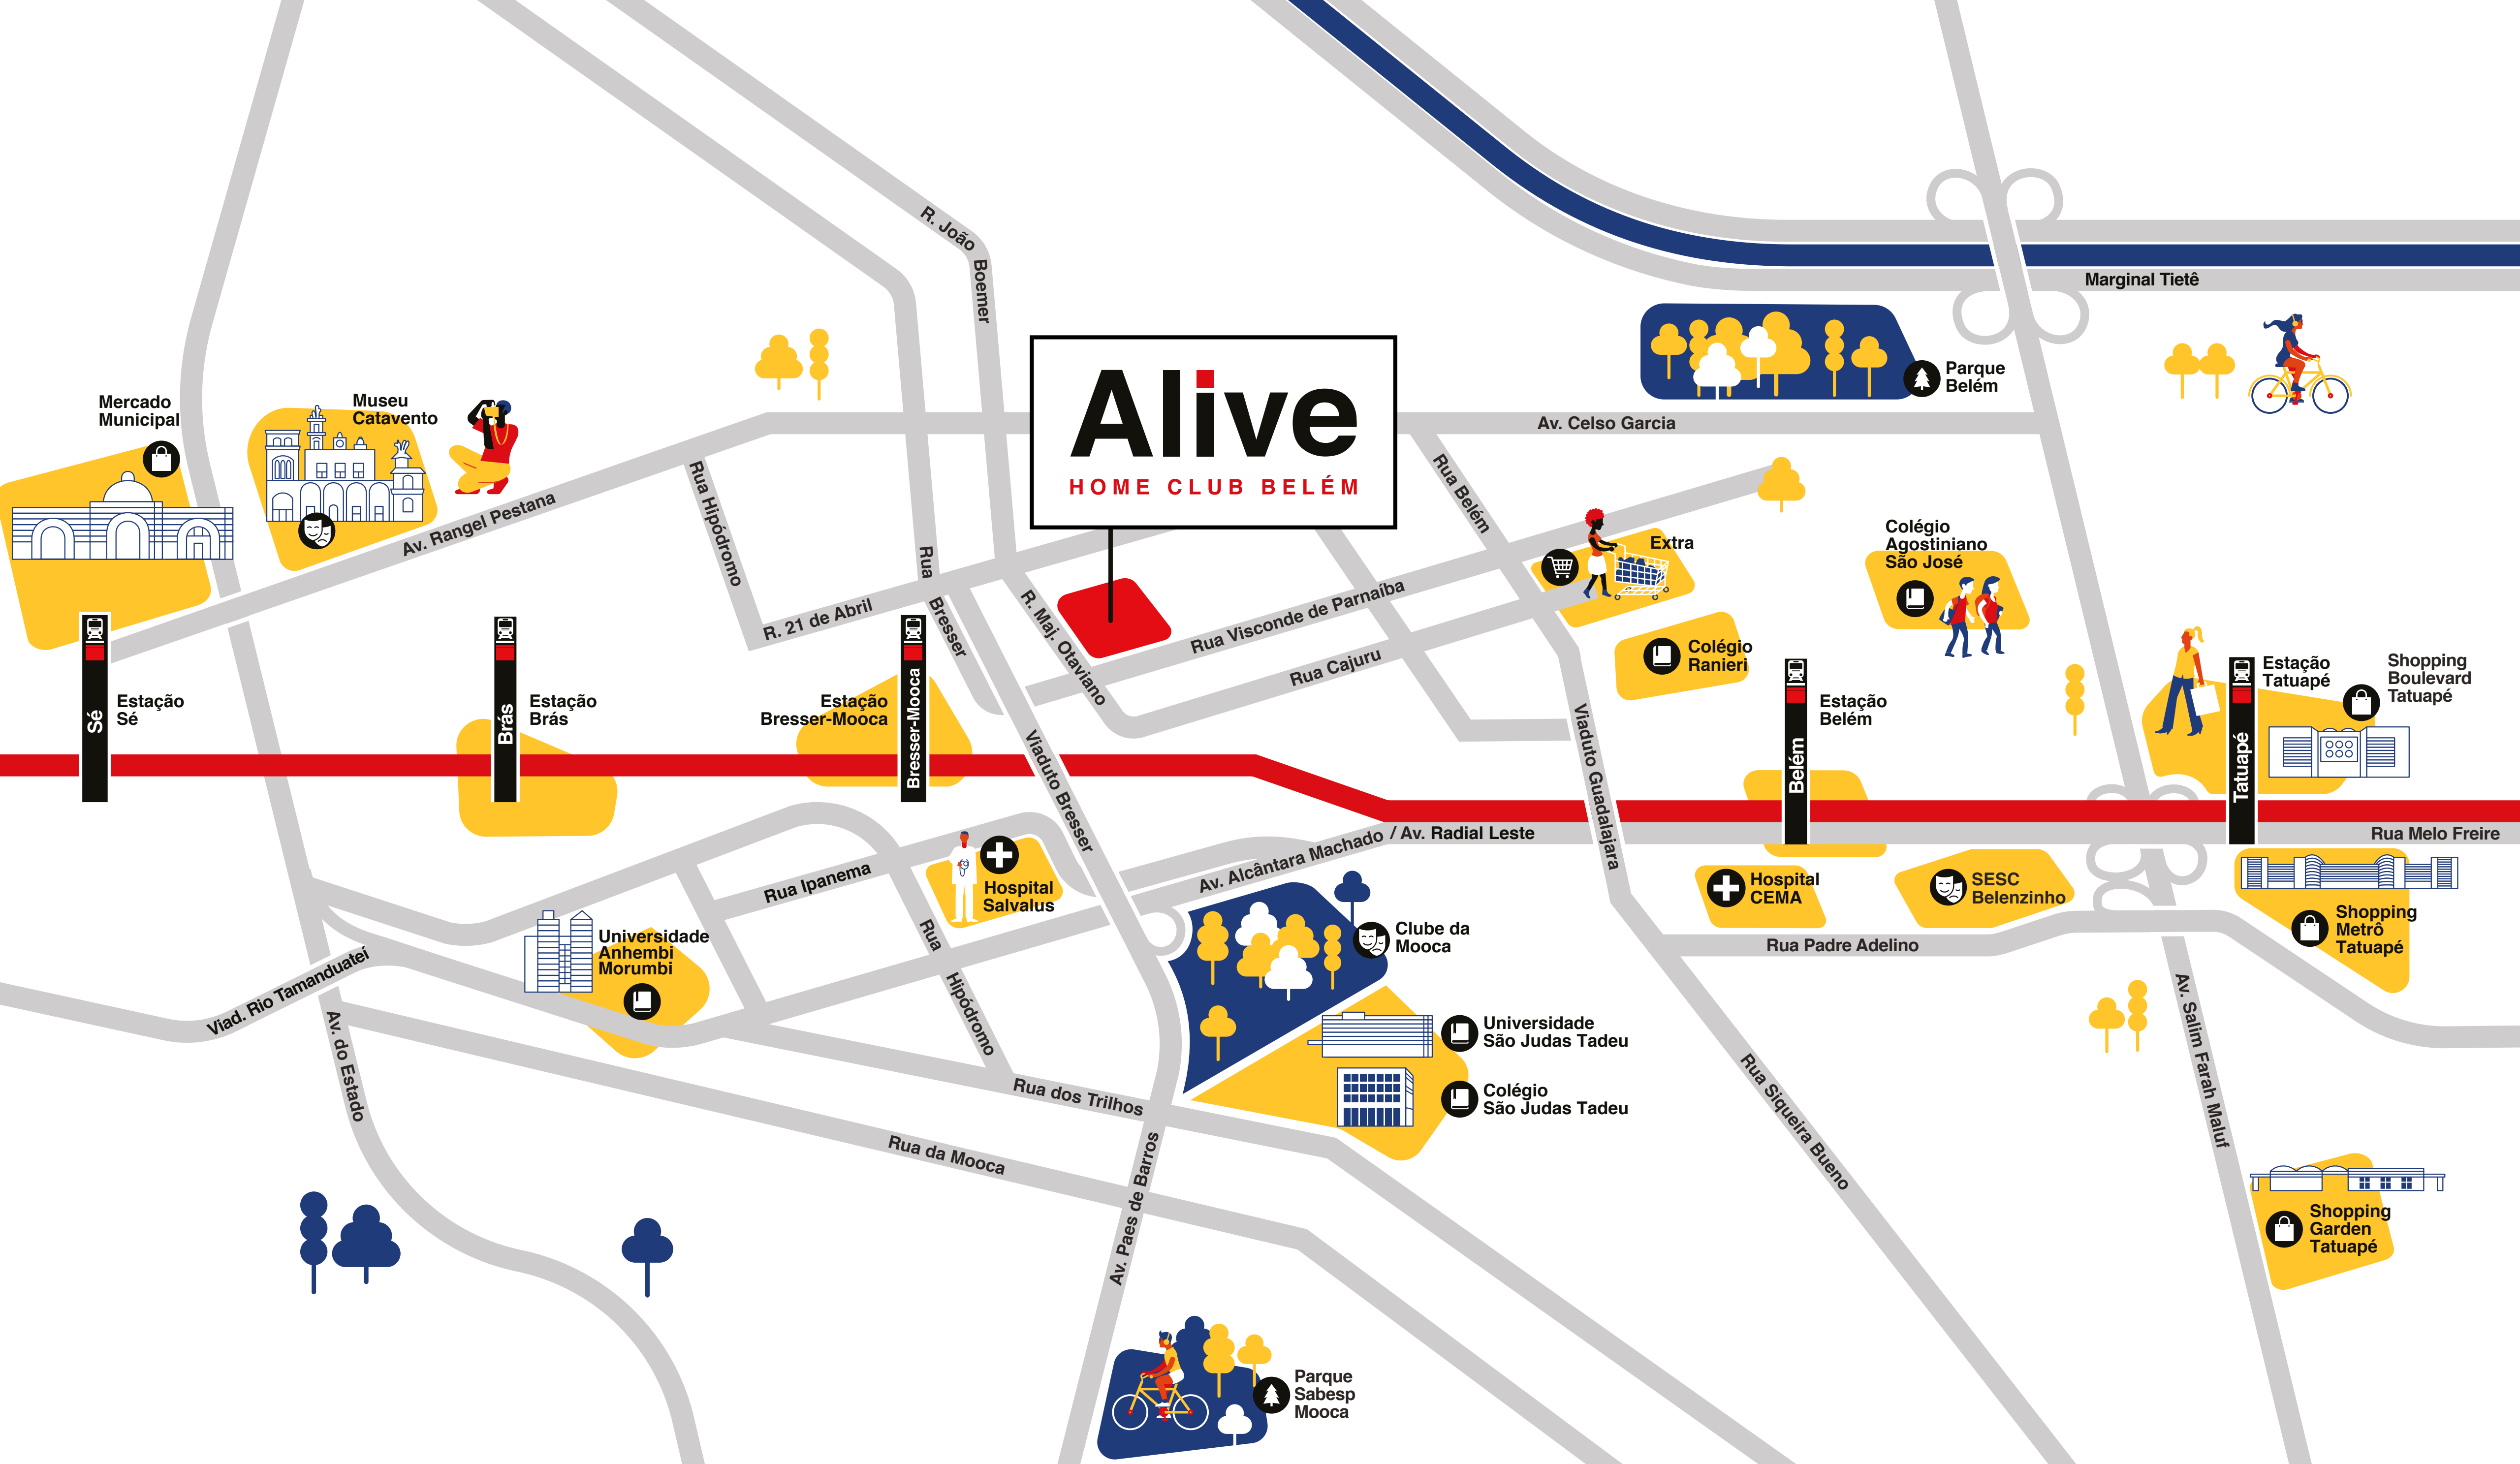 R. João
Boemer
Marginal Tietê
Parque
Belém
Mercado
Municipal
Museu
Catavento
Alive
HOME CLUB BELÉM
Av. Celso Garcia
Av. Rangel Pestana
Rua Hipódromo
Rua
Bresser
R. 21 de Abril
R. Maj. Otaviano
Rua Belém
Rua Visconde de Parnaíba
Rua Cajuru
Extra
Colégio
Agostiniano
São José
Colégio
Ranieri
Sé
Estação
Sé
Brás
Estação
Brás
Estação
Bresser-Mooca
Bresser-Mooca
Viaduto Bresser
Viaduto Guadalajara
Belém
Estação
Belém
Tatuapé
Estação
Tatuapé
Shopping
Boulevard
Tatuapé
Av. Alcântara Machado / Av. Radial Leste
Rua Melo Freire
Rua Ipanema
Hospital
Salvalus
Hospital
CEMA
SESC
Belenzinho
Shopping
Metrô
Tatuapé
Universidade
Anhembi
Morumbi
Rua
Hipódromo
Clube da
Mooca
Rua Padre Adelino
Viad. Rio Tamanduateí
Av. do Estado
Universidade
São Judas Tadeu
Colégio
São Judas Tadeu
Rua dos Trilhos
Rua da Mooca
Av. Paes de Barros
Rua Siqueira Bueno
Av. Salim Farah Maluf
Shopping
Garden
Tatuapé
Parque
Sabesp
Mooca